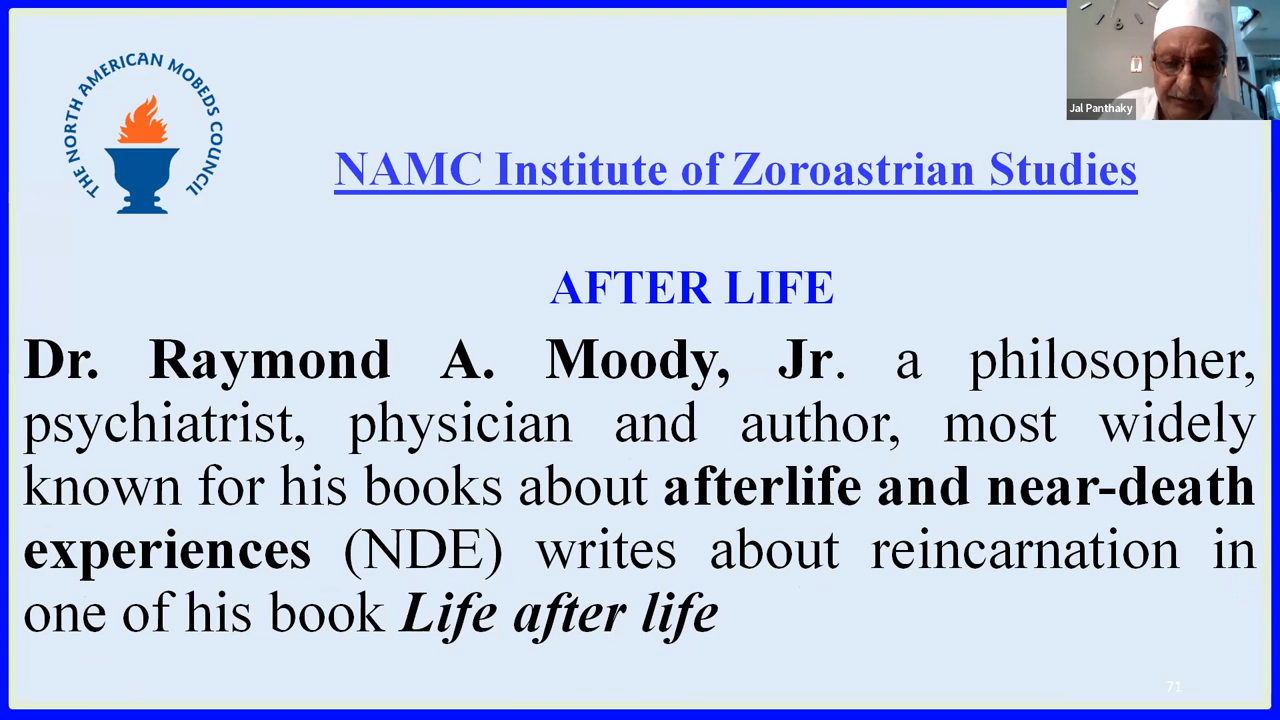 THE NORTH AMERICAN MOBEDS COUNCIL
Jal Panthaky
NAMC Institute of Zoroastrian Studies
AFTER LIFE
Dr. Raymond A. Moody, Jr. a philosopher,
psychiatrist, physician and author, most widely
known for his books about afterlife and near-death
experiences (NDE) writes about reincarnation in
one of his book Life after life
71